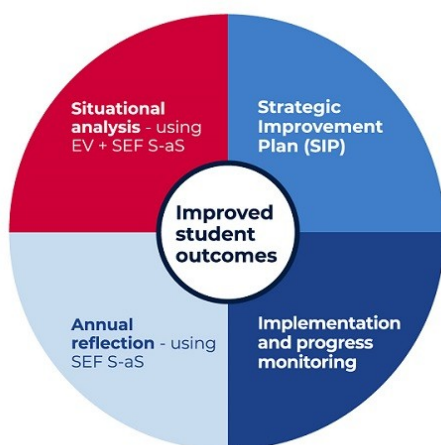 Situational
analysis - using
EV + SEF S-aS
Strategic
Improvement
Plan (SIP)
Improved
student
outcomes
Annual
reflection - using
SEF S-aS
Implementation
and progress
monitoring